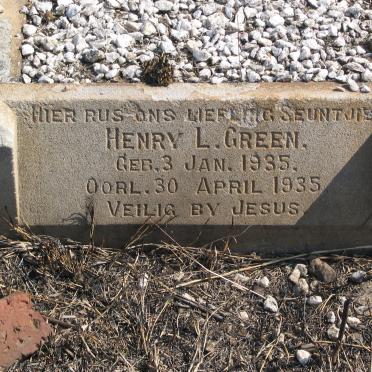 HIER RUS ONS LIEFLING SEUNTJIE
HENRY L. GREEN.
GEB. 3 JAN. 1935.
OORL. 30 APRIL 1935
VEILIG BY JESUS.